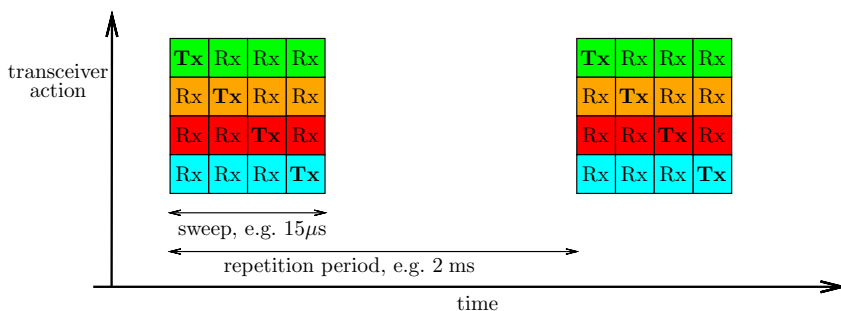 Tx Rx Rx Rx Tx Rx Rx Rx
transceiver
action
Rx Tx Rx Rx Rx Tx Rx Rx
Rx Rx Tx Rx Rx Rx Tx Rx
Rx Rx Rx Tx Rx Rx Rx Tx
sweep, e.g. 15μs
repetition period, e.g. 2 ms
time